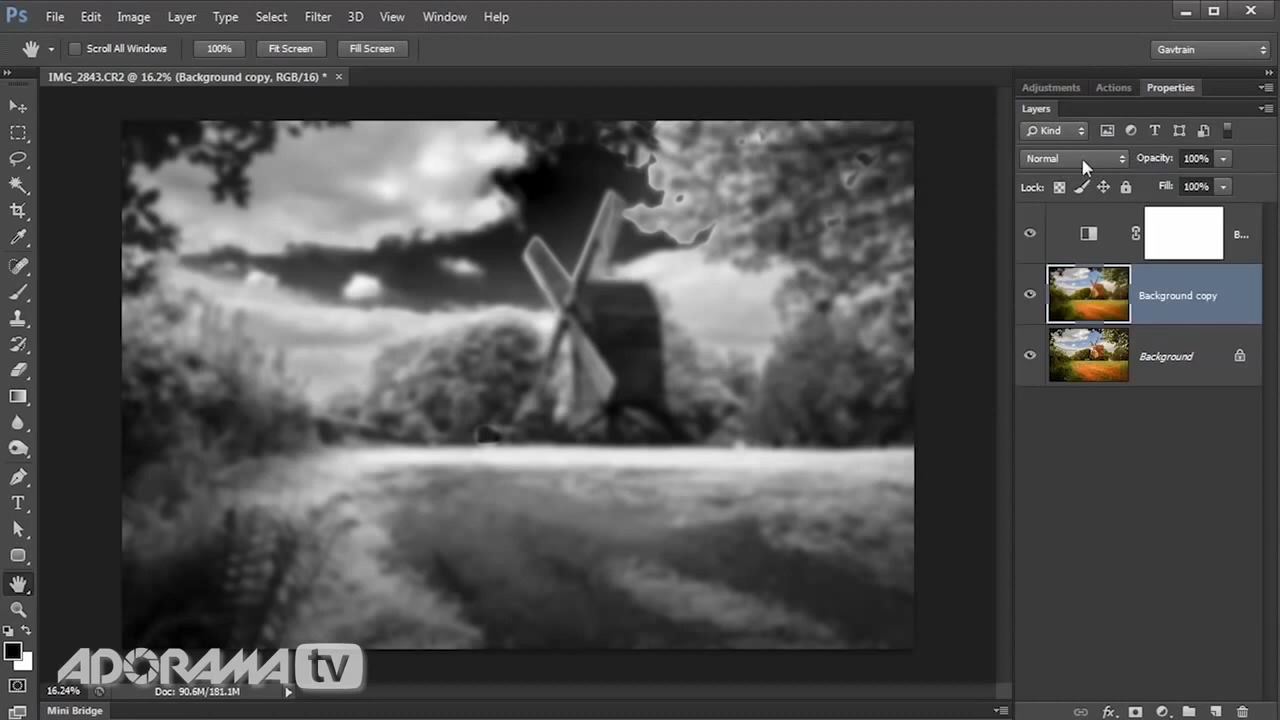 Ps File Edit Image Layer Type Select Filter 3D View Window Help
Scroll All Windows 100% Fit Screen Fill Screen Gavtrain
IMG_2843.CR2 @ 16.2% (Background copy, RGB/16) * ×
Adjustments Actions Properties
Layers
Kind
Normal Opacity: 100%
Lock: Fill: 100%
B...
Background copy
Background
ADORAMA tv
16.24% Doc: 90.6M/181.1M
Mini Bridge